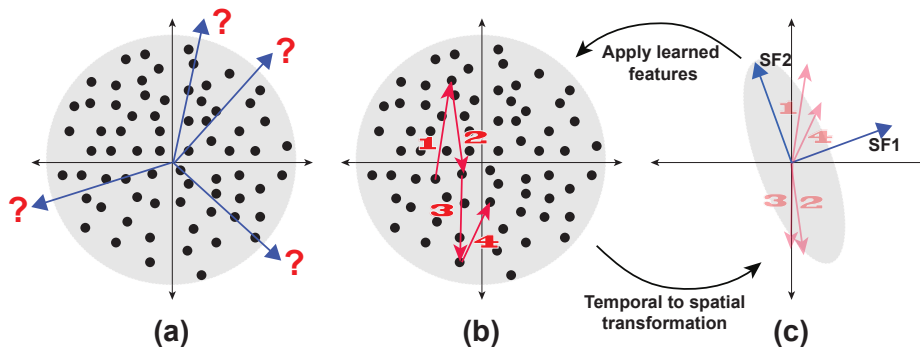 ?
?
?
?
(a)
1
2
3
4
(b)
Apply learned
features
Temporal to spatial
transformation
SF2
SF1
1
4
3
2
(c)